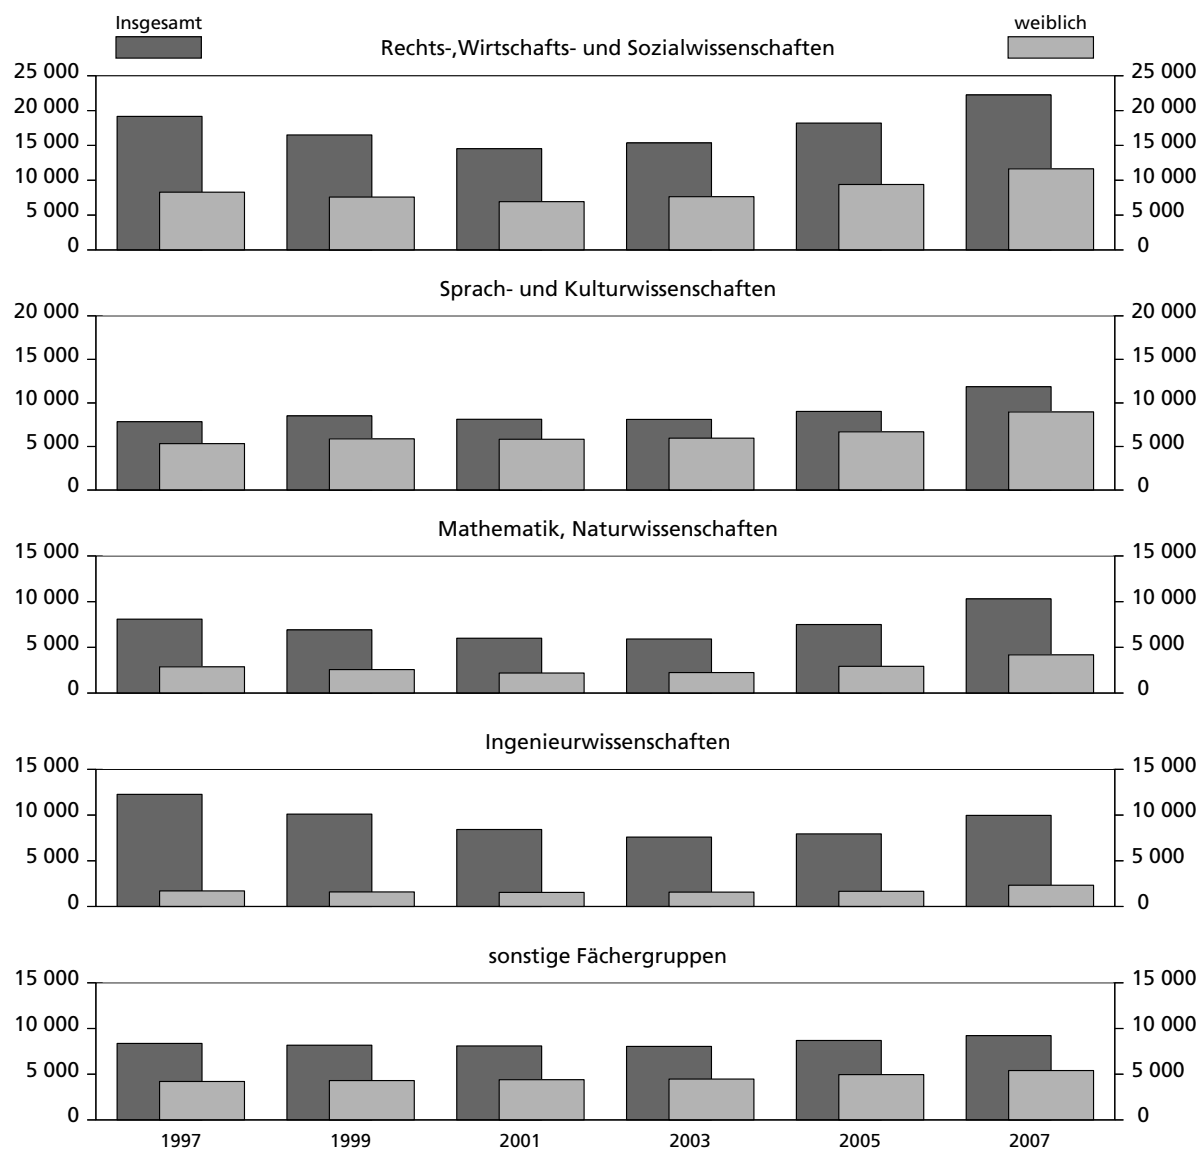 Insgesamt
weiblich
Rechts-,Wirtschafts- und Sozialwissenschaften
25 000 25 000
20 000 20 000
15 000 15 000
10 000 10 000
5 000 5 000
0 0
Sprach- und Kulturwissenschaften
20 000 20 000
15 000 15 000
10 000 10 000
5 000 5 000
0 0
Mathematik, Naturwissenschaften
15 000 15 000
10 000 10 000
5 000 5 000
0 0
Ingenieurwissenschaften
15 000 15 000
10 000 10 000
5 000 5 000
0 0
sonstige Fächergruppen
15 000 15 000
10 000 10 000
5 000 5 000
0 0
1997 1999 2001 2003 2005 2007